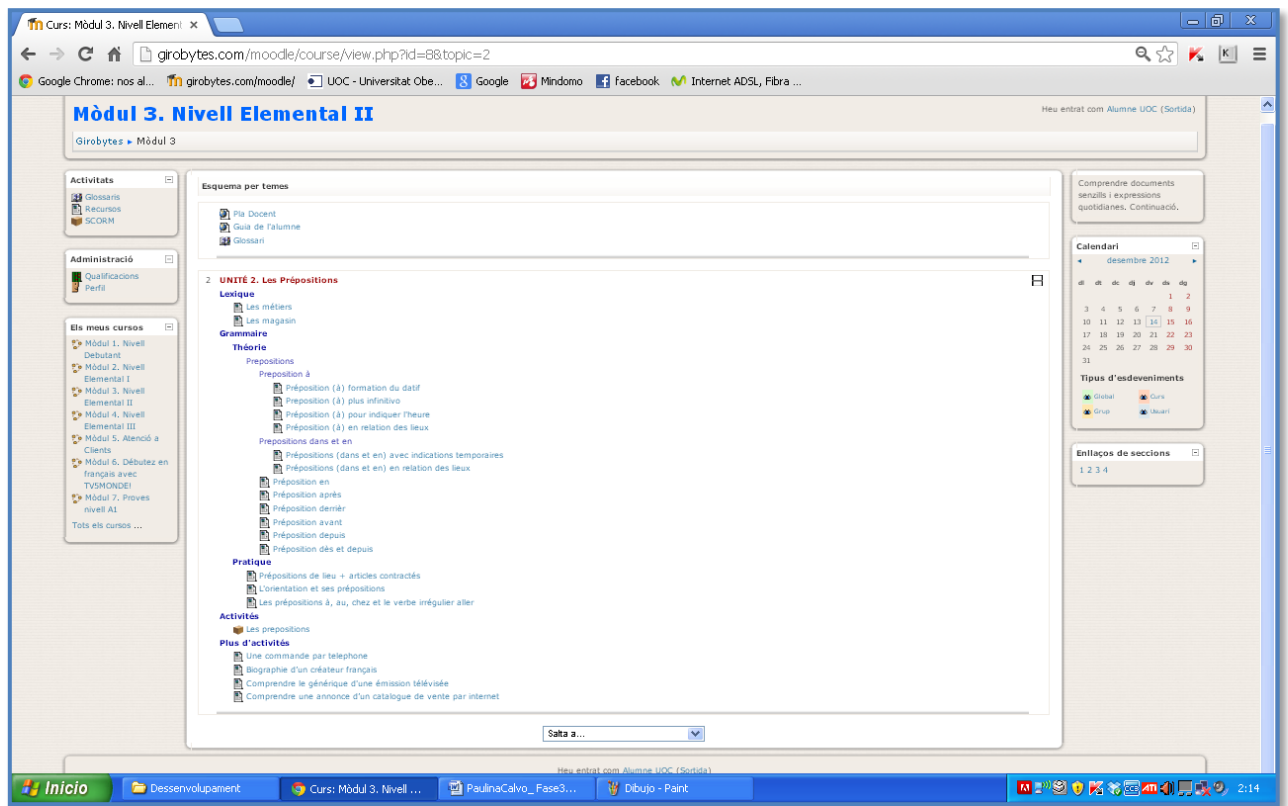 Curs: Mòdul 3. Nivell Element
girobytes.com/moodle/course/view.php?id=8&topic=2
Google Chrome: nos al... girobytes.com/moodle/ UOC - Universitat Obe... Google Mindomo facebook Internet ADSL, Fibra ...
Mòdul 3. Nivell Elemental II
Heu entrat com Alumne UOC (Sortida)
Girobytes ► Mòdul 3
Activitats
Glossaris
Recursos
SCORM
Administració
Qualificacions
Perfil
Els meus cursos
Mòdul 1. Nivell
Debutant
Mòdul 2. Nivell
Elemental I
Mòdul 3. Nivell
Elemental II
Mòdul 4. Nivell
Elemental III
Mòdul 5. Atenció a
Clients
Mòdul 6. Débutez en
français avec
TV5MONDE!
Mòdul 7. Proves
nivell A1
Tots els cursos ...
Esquema per temes
Pla Docent
Guia de l'alumne
Glossari
2 UNITÉ 2. Les Prépositions
Lexique
Les métiers
Les magasin
Grammaire
Théorie
Prepositions
Preposition à
Préposition (à) formation du datif
Preposition (à) plus infinitivo
Préposition (à) pour indiquer l'heure
Préposition (à) en relation des lieux
Prepositions dans et en
Prépositions (dans et en) avec indications temporaires
Prépositions (dans et en) en relation des lieux
Préposition en
Préposition après
Préposition derrièr
Préposition avant
Préposition depuis
Préposition dès et depuis
Pratique
Prépositions de lieu + articles contractés
L'orientation et ses prépositions
Les prépositions à, au, chez et le verbe irrégulier aller
Activités
Les prepositions
Plus d'activités
Une commande par telephone
Biographie d'un créateur français
Comprendre le générique d'une émission télévisée
Comprendre une annonce d'un catalogue de vente par internet
Salta a...
Comprendre documents
senzills i expressions
quotidianes. Continuació.
Calendari
◄ desembre 2012 ►
dl dt dc dj dv ds dg
1 2
3 4 5 6 7 8 9
10 11 12 13 14 15 16
17 18 19 20 21 22 23
24 25 26 27 28 29 30
31
Tipus d'esdeveniments
Global Curs
Grup Usuari
Enllaços de seccions
1 2 3 4
Heu entrat com Alumne UOC (Sortida)
Inicio Dessenvolupament Curs: Mòdul 3. Nivell ... PaulinaCalvo_ Fase3... Dibujo - Paint 2:14